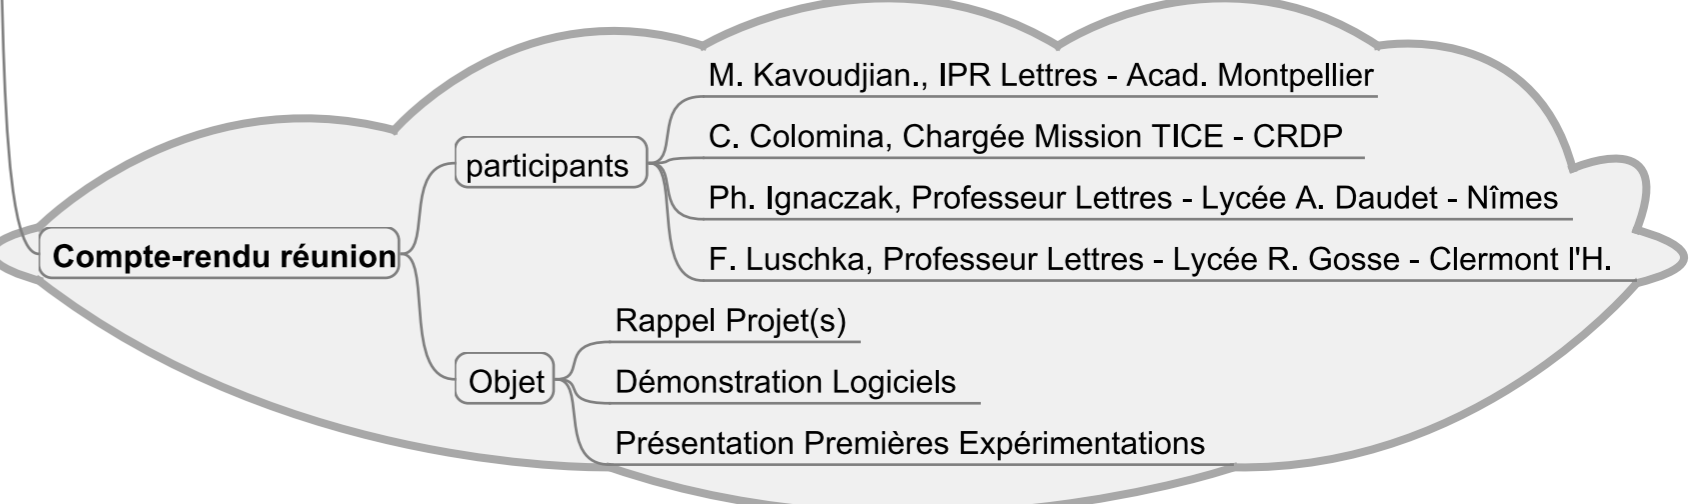 M. Kavoudjian., IPR Lettres - Acad. Montpellier
C. Colomina, Chargée Mission TICE - CRDP
participants
Ph. Ignaczak, Professeur Lettres - Lycée A. Daudet - Nîmes
Compte-rendu réunion
F. Luschka, Professeur Lettres - Lycée R. Gosse - Clermont l'H.
Rappel Projet(s)
Objet
Démonstration Logiciels
Présentation Premières Expérimentations